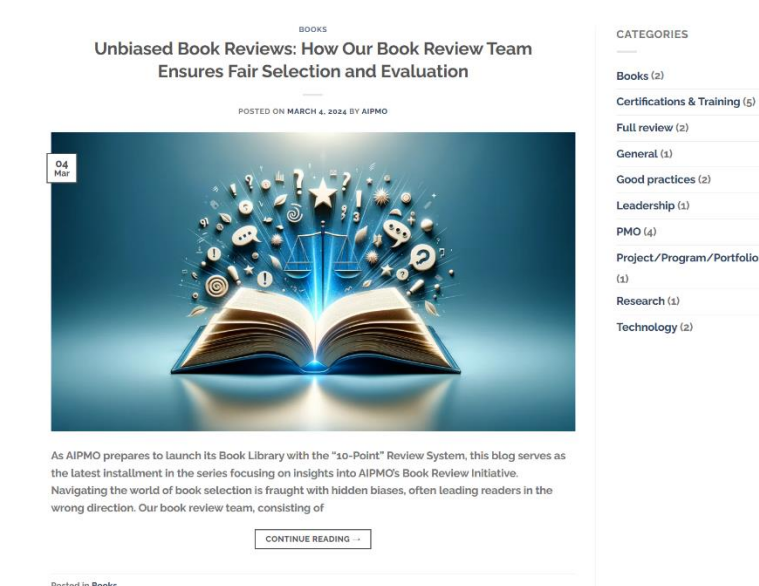 BOOKS
Unbiased Book Reviews: How Our Book Review Team
Ensures Fair Selection and Evaluation
POSTED ON MARCH 4, 2024 BY AIPMO
04
Mar
As AIPMO prepares to launch its Book Library with the “10-Point” Review System, this blog serves as
the latest installment in the series focusing on insights into AIPMO’s Book Review Initiative.
Navigating the world of book selection is fraught with hidden biases, often leading readers in the
wrong direction. Our book review team, consisting of
CONTINUE READING →
Posted in Books
CATEGORIES
Books (2)
Certifications & Training (5)
Full review (2)
General (1)
Good practices (2)
Leadership (1)
PMO (4)
Project/Program/Portfolio
(1)
Research (1)
Technology (2)